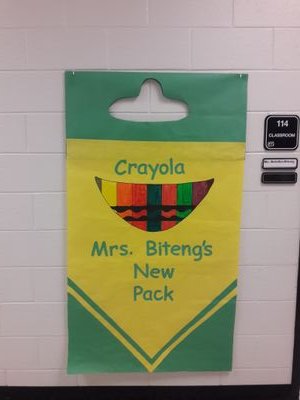 Crayola
Mrs. Biteng's
New
Pack
114
CLASSROOM